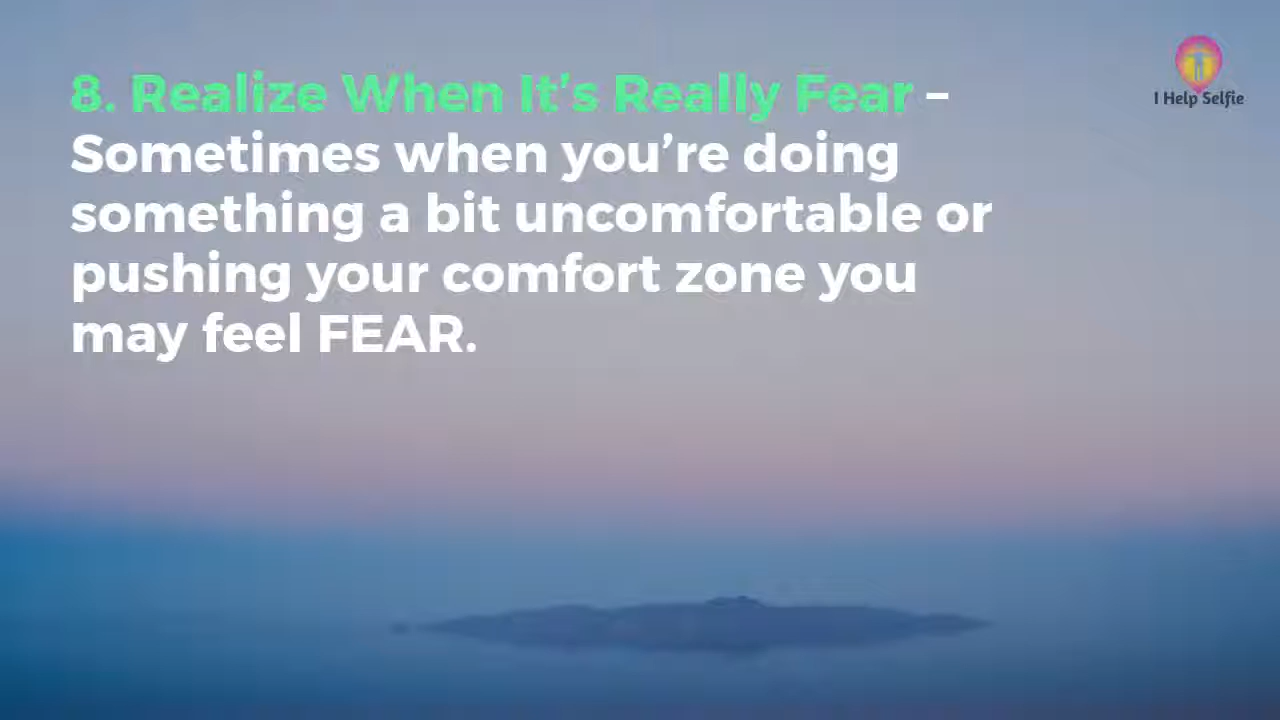 8. Realize When It's Really Fear –
Sometimes when you’re doing
something a bit uncomfortable or
pushing your comfort zone you
may feel FEAR.
I Help Selfie